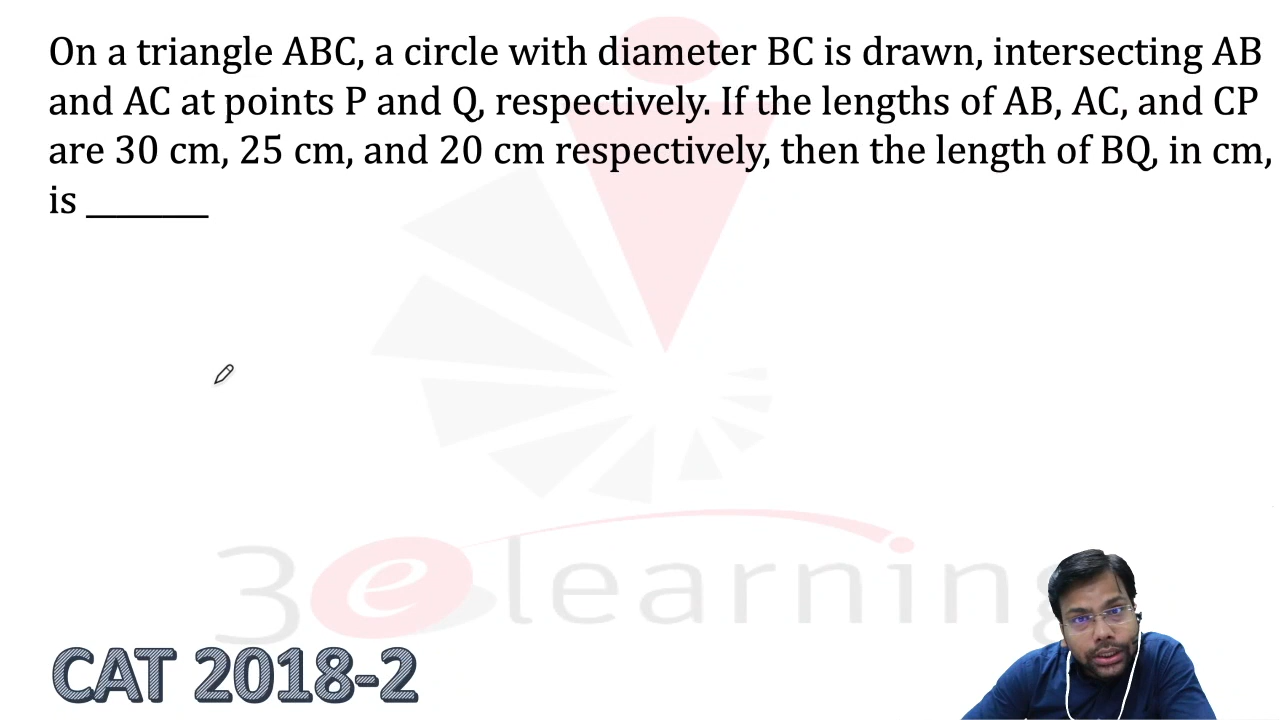 On a triangle ABC, a circle with diameter BC is drawn, intersecting AB
and AC at points P and Q, respectively. If the lengths of AB, AC, and CP
are 30 cm, 25 cm, and 20 cm respectively, then the length of BQ, in cm,
is ________
3elearning
CAT 2018-2